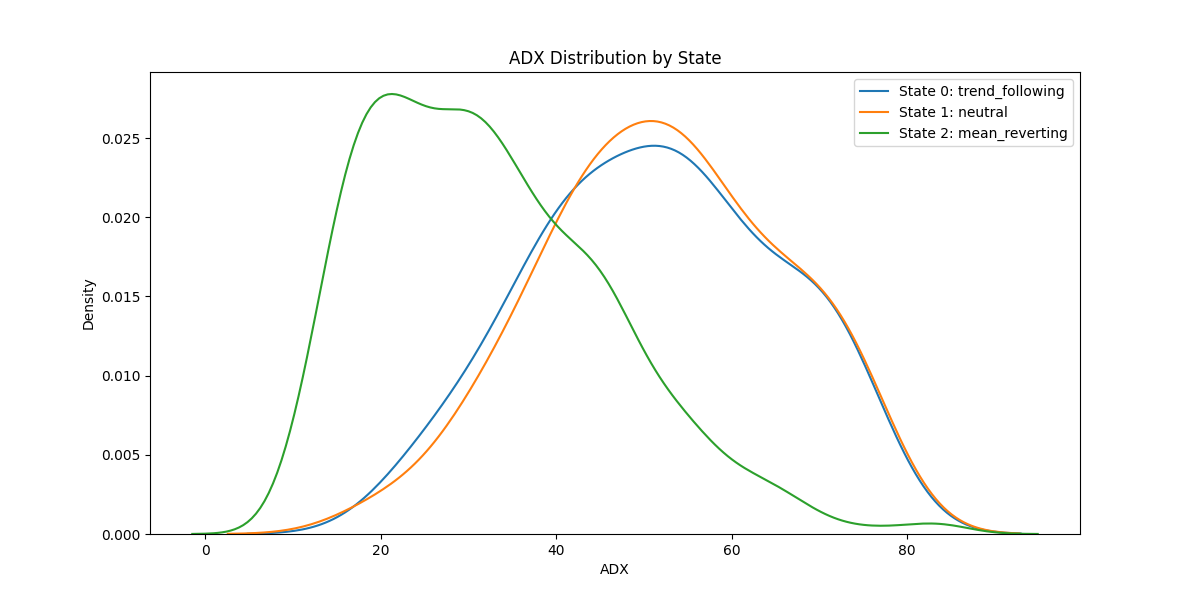 ADX Distribution by State
State 0: trend_following
State 1: neutral
State 2: mean_reverting
Density
0.025
0.020
0.015
0.010
0.005
0.000
0
20
40
60
80
ADX